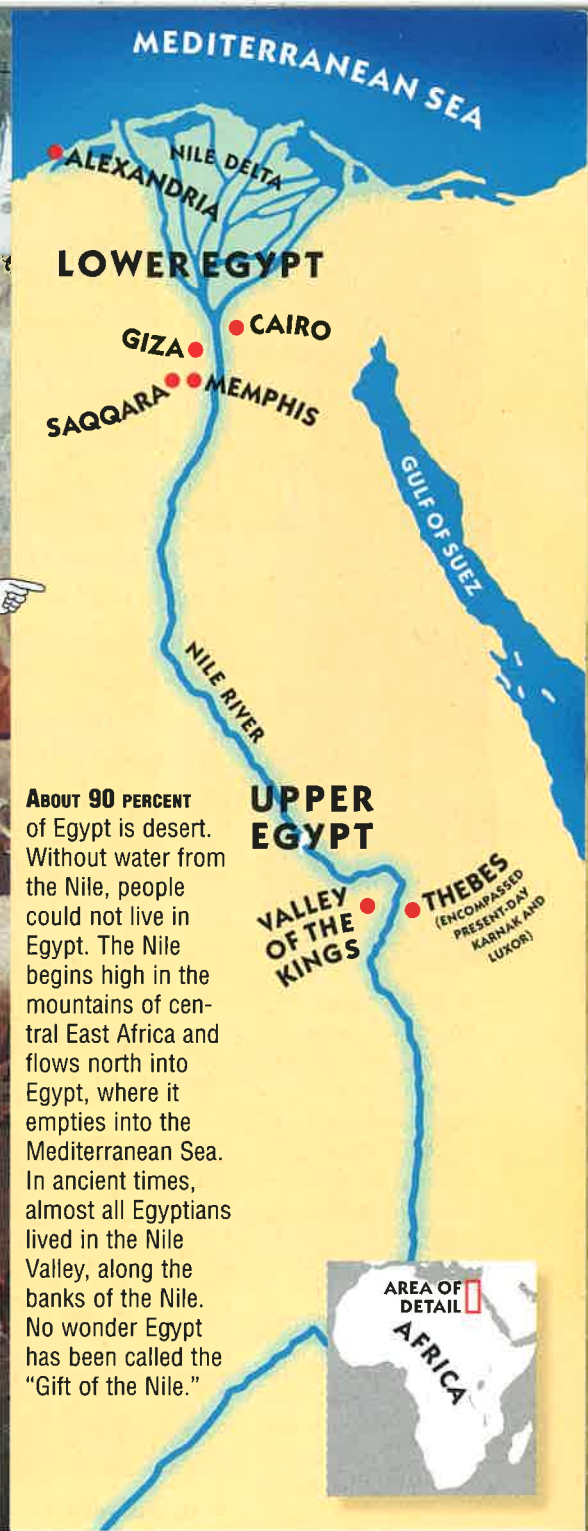 MEDITERRANEAN SEA
NILE DELTA
ALEXANDRIA
LOWER EGYPT
CAIRO
GIZA
SAQQARA
MEMPHIS
GULF OF SUEZ
NILE RIVER
UPPER
EGYPT
VALLEY
OF THE
KINGS
THEBES
(ENCOMPASSED
PRESENT-DAY
KARNAK AND
LUXOR)
ABOUT 90 PERCENT
of Egypt is desert.
Without water from
the Nile, people
could not live in
Egypt. The Nile
begins high in the
mountains of cen-
tral East Africa and
flows north into
Egypt, where it
empties into the
Mediterranean Sea.
In ancient times,
almost all Egyptians
lived in the Nile
Valley, along the
banks of the Nile.
No wonder Egypt
has been called the
“Gift of the Nile.”
AREA OF
DETAIL
AFRICA